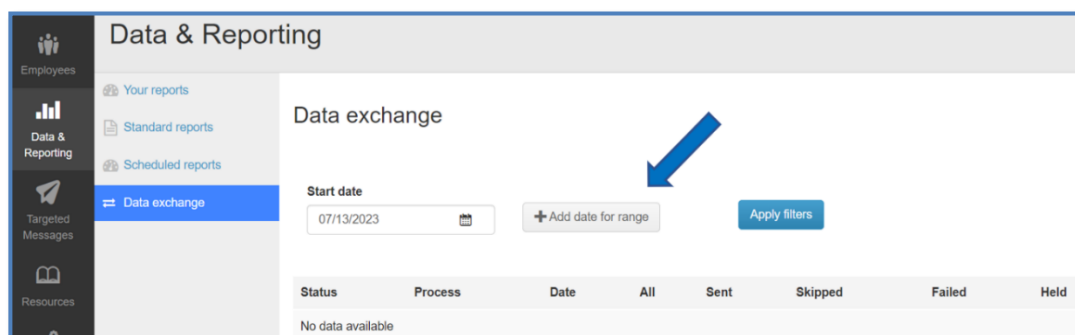 Data & Reporting
Employees
Data &
Reporting
Targeted
Messages
Resources
Your reports
Standard reports
Scheduled reports
Data exchange
Data exchange
Start date
07/13/2023
Add date for range
Apply filters
Status Process Date All Sent Skipped Failed Held
No data available